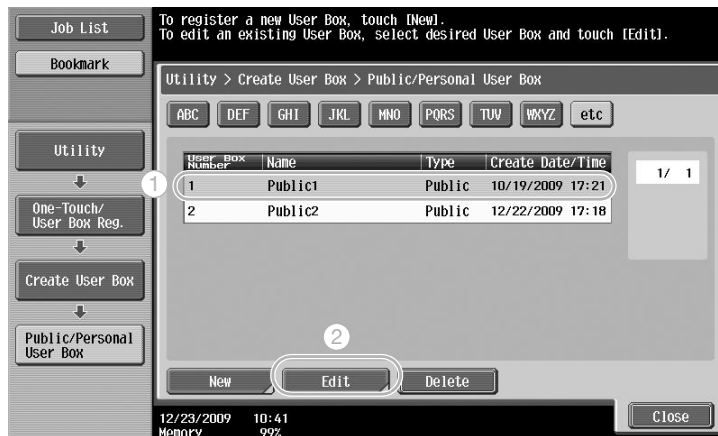 Job List
Bookmark
To register a new User Box, touch [New].
To edit an existing User Box, select desired User Box and touch [Edit].
Utility > Create User Box > Public/Personal User Box
ABC DEF GHI JKL MNO PQRS TUV WXYZ etc
Utility
One-Touch/
User Box Reg.
Create User Box
Public/Personal
User Box
User Box
Number Name Type Create Date/Time
1 1 Public1 Public 10/19/2009 17:21
2 Public2 Public 12/22/2009 17:18
1/ 1
2
New Edit Delete
12/23/2009 10:41
Memory 99%
Close